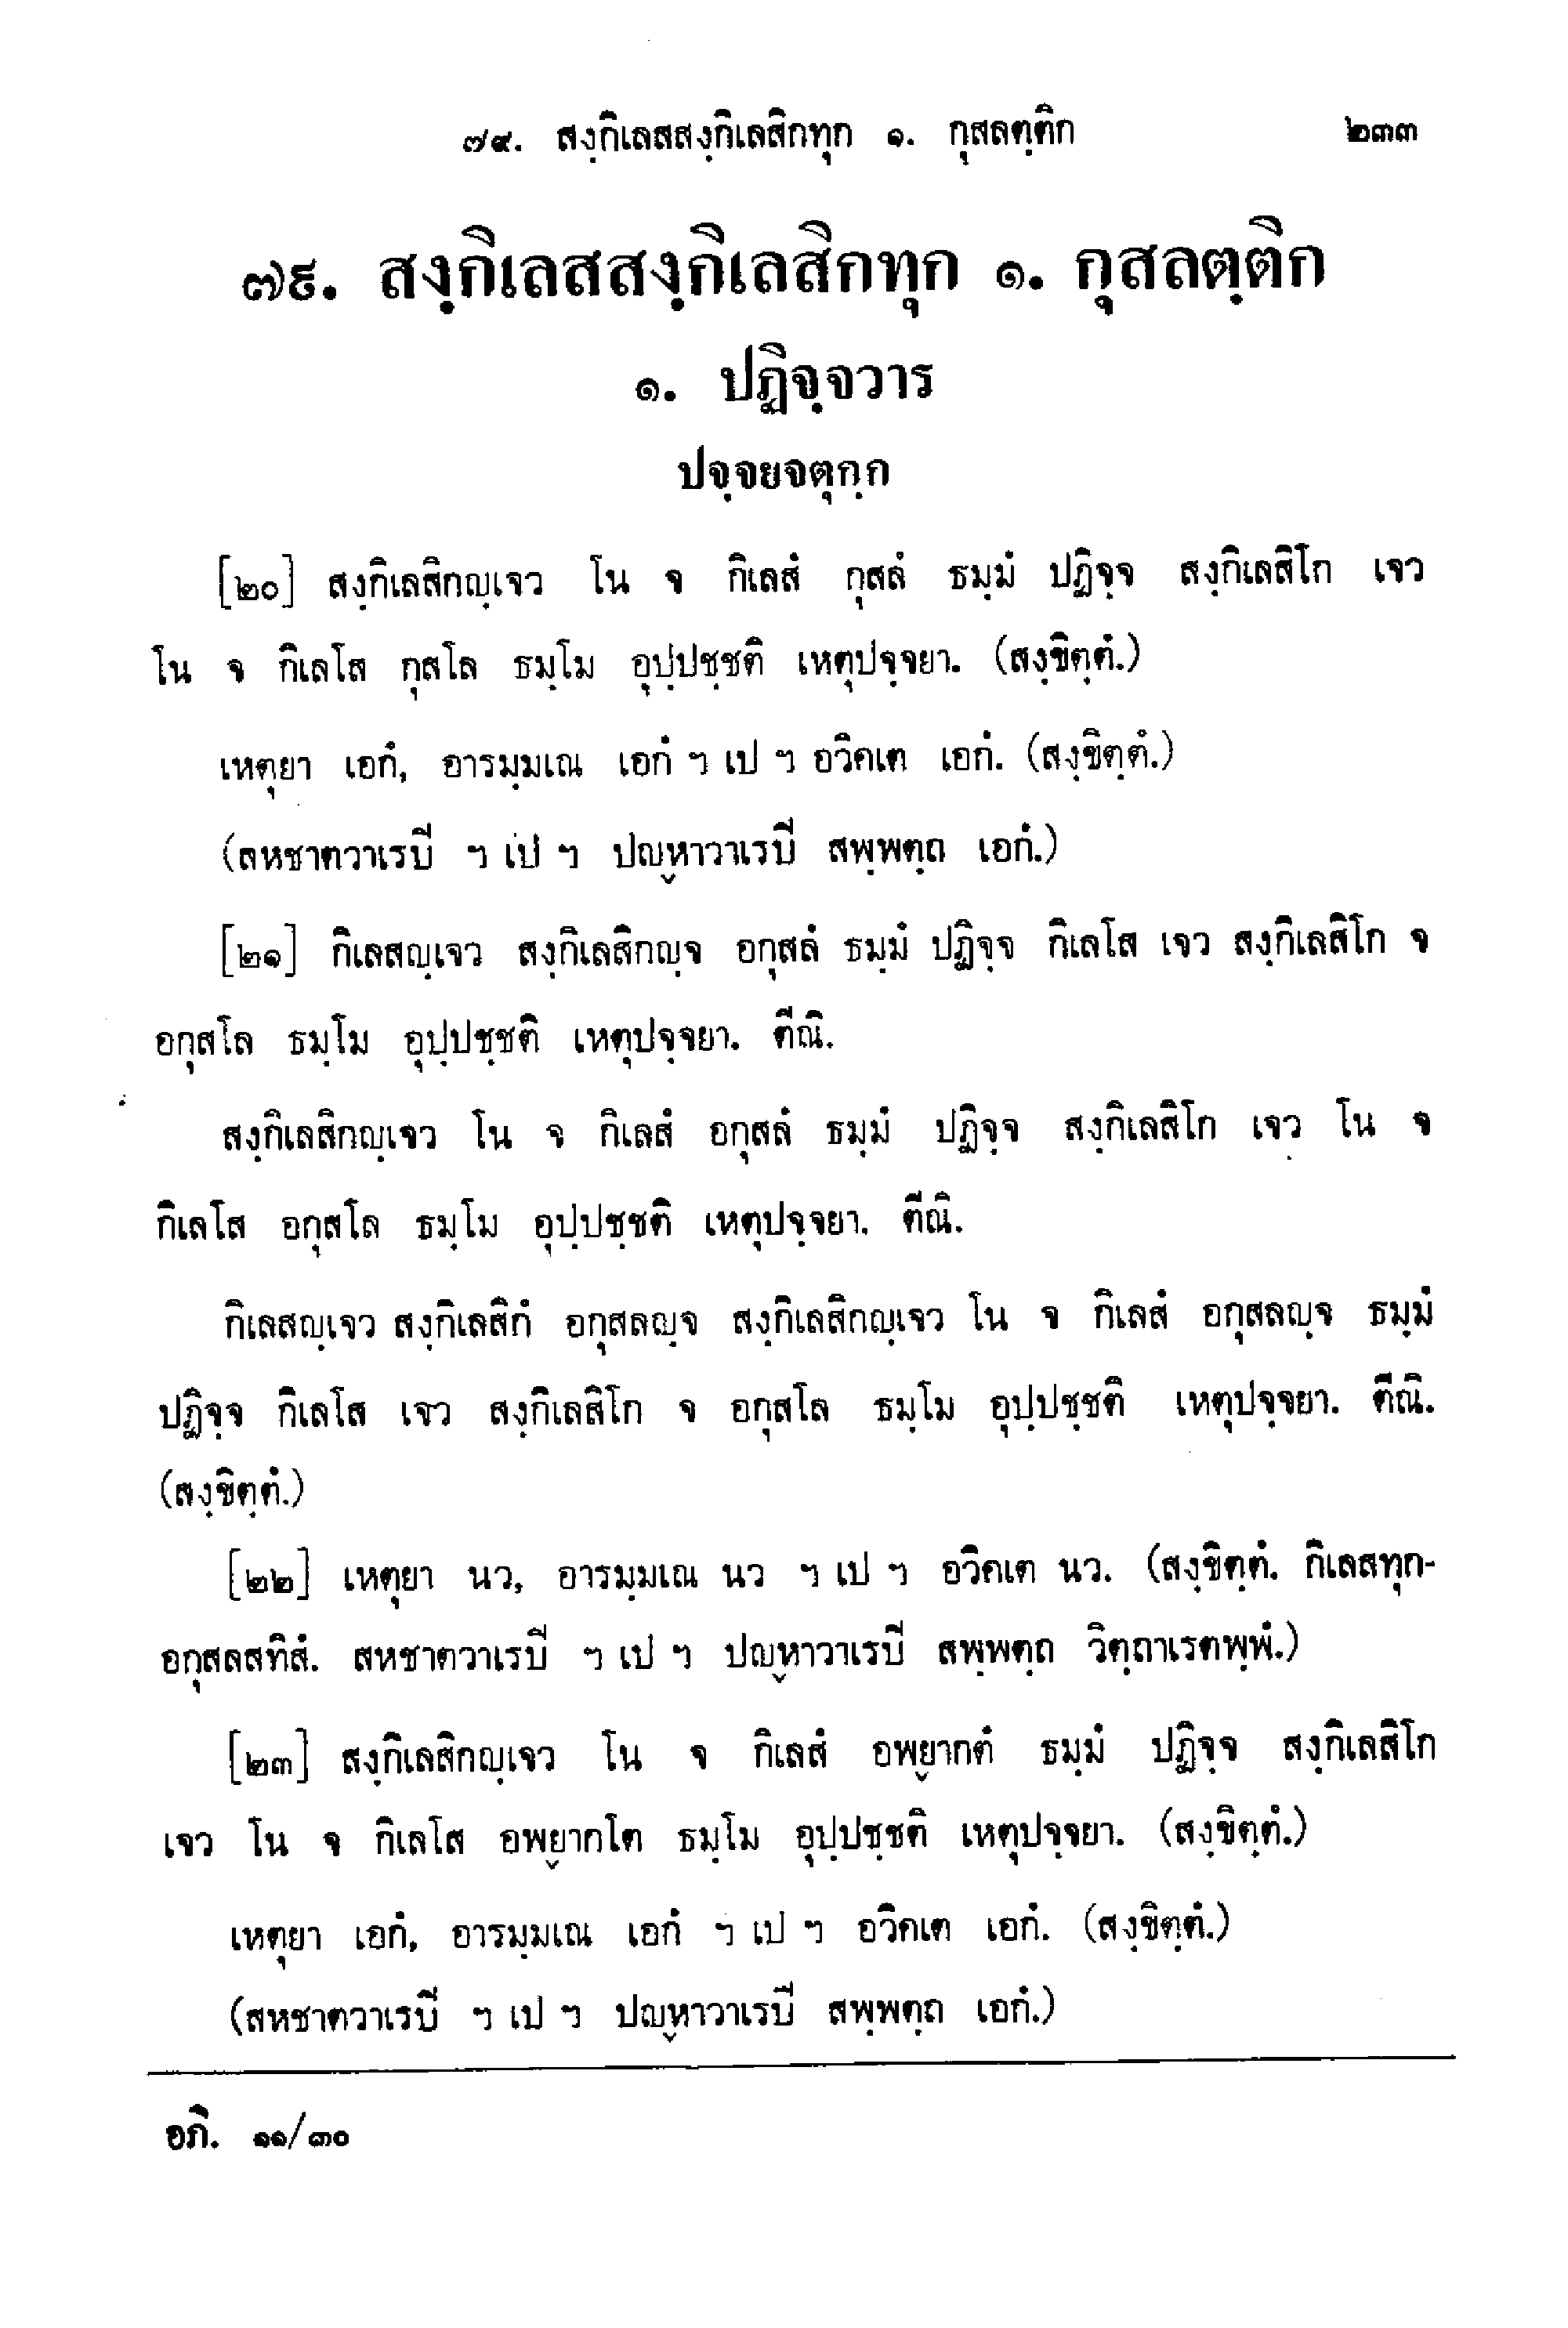 ๗๙. สงฺกิเลสสงฺกิเลสิกทุก ๑. กุสลตฺติก ๒๓๓
๗๙. สงฺกิเลสสงฺกิเลสิกทุก ๑. กุสลตฺติก
๑. ปฏิจฺจวาร
ปจฺจยจตุกฺก
[๒๐] สงฺกิเลสิกญฺเจว โน จ กิเลสํ กุสลํ ธมฺมํ ปฏิจฺจ สงฺกิเลสิโก เจว
โน จ กิเลโส กุสโล ธมฺโม อุปฺปชฺชติ เหตุปจฺจยา. (สงฺขิตฺตํ.)
เหตุยา เอกํ, อารมฺมเณ เอกํ ฯ เป ฯ อวิคเต เอกํ. (สงฺขิตฺตํ.)
(สหชาตวาเรปิ ฯ เป ฯ ปญฺหาวาเรปิ สพฺพตฺถ เอกํ.)
[๒๑] กิเลสญฺเจว สงฺกิเลสิกญฺจ อกุสลํ ธมฺมํ ปฏิจฺจ กิเลโส เจว สงฺกิเลสิโก จ
อกุสโล ธมฺโม อุปฺปชฺชติ เหตุปจฺจยา. ตีณิ.
สงฺกิเลสิกญฺเจว โน จ กิเลสํ อกุสลํ ธมฺมํ ปฏิจฺจ สงฺกิเลสิโก เจว โน จ
กิเลโส อกุสโล ธมฺโม อุปฺปชฺชติ เหตุปจฺจยา. ตีณิ.
กิเลสญฺเจว สงฺกิเลสิกํ อกุสลญฺจ สงฺกิเลสิกญฺเจว โน จ กิเลสํ อกุสลญฺจ ธมฺมํ
ปฏิจฺจ กิเลโส เจว สงฺกิเลสิโก จ อกุสโล ธมฺโม อุปฺปชฺชติ เหตุปจฺจยา. ตีณิ.
(สงฺขิตฺตํ.)
[๒๒] เหตุยา นว, อารมฺมเณ นว ฯ เป ฯ อวิคเต นว. (สงฺขิตฺตํ. กิเลสทุก-
อกุสลสทิสํ. สหชาตวาเรปิ ฯ เป ฯ ปญฺหาวาเรปิ สพฺพตฺถ วิตฺถาเรตพฺพํ.)
[๒๓] สงฺกิเลสิกญฺเจว โน จ กิเลสํ อพฺยากตํ ธมฺมํ ปฏิจฺจ สงฺกิเลสิโก
เจว โน จ กิเลโส อพฺยากโต ธมฺโม อุปฺปชฺชติ เหตุปจฺจยา. (สงฺขิตฺตํ.)
เหตุยา เอกํ, อารมฺมเณ เอกํ ฯ เป ฯ อวิคเต เอกํ. (สงฺขิตฺตํ.)
(สหชาตวาเรปิ ฯ เป ฯ ปญฺหาวาเรปิ สพฺพตฺถ เอกํ.)
อภิ. ๑๑/๓๐